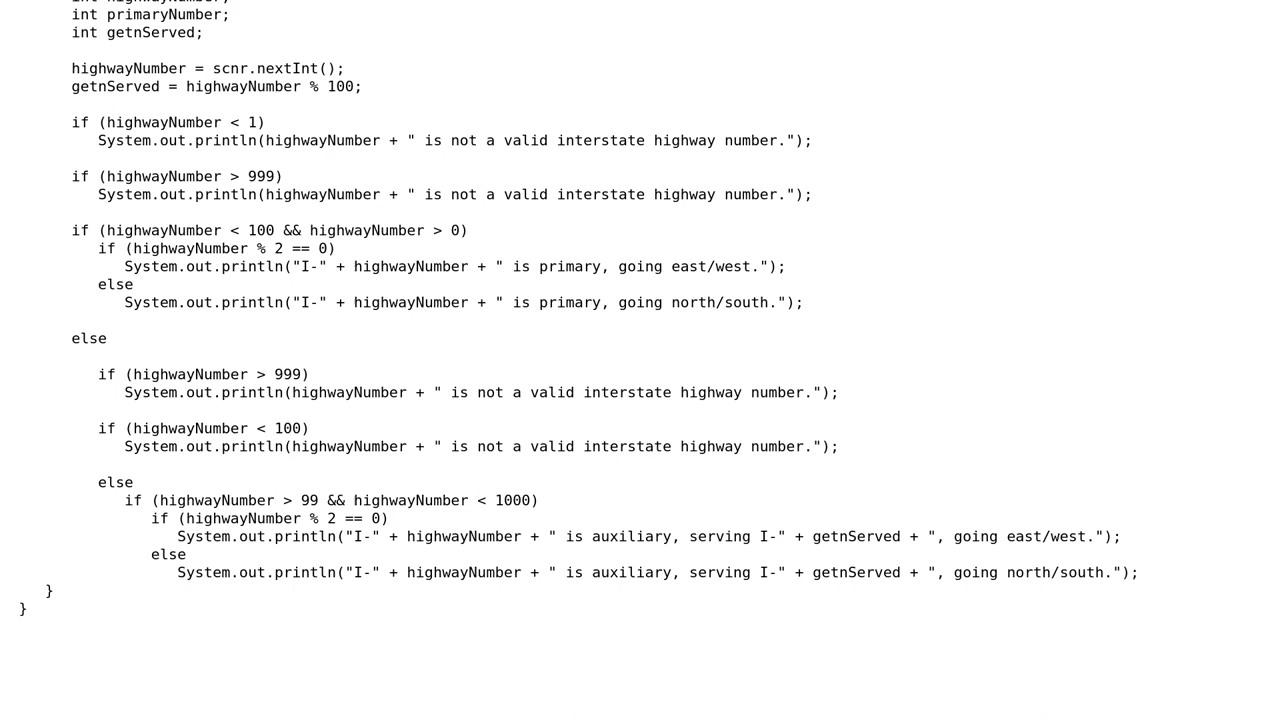 int highwayNumber;
int primaryNumber;
int getnServed;
highwayNumber = scnr.nextInt();
getnServed = highwayNumber % 100;
if (highwayNumber < 1)
System.out.println(highwayNumber + " is not a valid interstate highway number.");
if (highwayNumber > 999)
System.out.println(highwayNumber + " is not a valid interstate highway number.");
if (highwayNumber < 100 && highwayNumber > 0)
if (highwayNumber % 2 == 0)
System.out.println("I-" + highwayNumber + " is primary, going east/west.");
else
System.out.println("I-" + highwayNumber + " is primary, going north/south.");
else
if (highwayNumber > 999)
System.out.println(highwayNumber + " is not a valid interstate highway number.");
if (highwayNumber < 100)
System.out.println(highwayNumber + " is not a valid interstate highway number.");
else
if (highwayNumber > 99 && highwayNumber < 1000)
if (highwayNumber % 2 == 0)
System.out.println("I-" + highwayNumber + " is auxiliary, serving I-" + getnServed + ", going east/west.");
else
System.out.println("I-" + highwayNumber + " is auxiliary, serving I-" + getnServed + ", going north/south.");
}
}